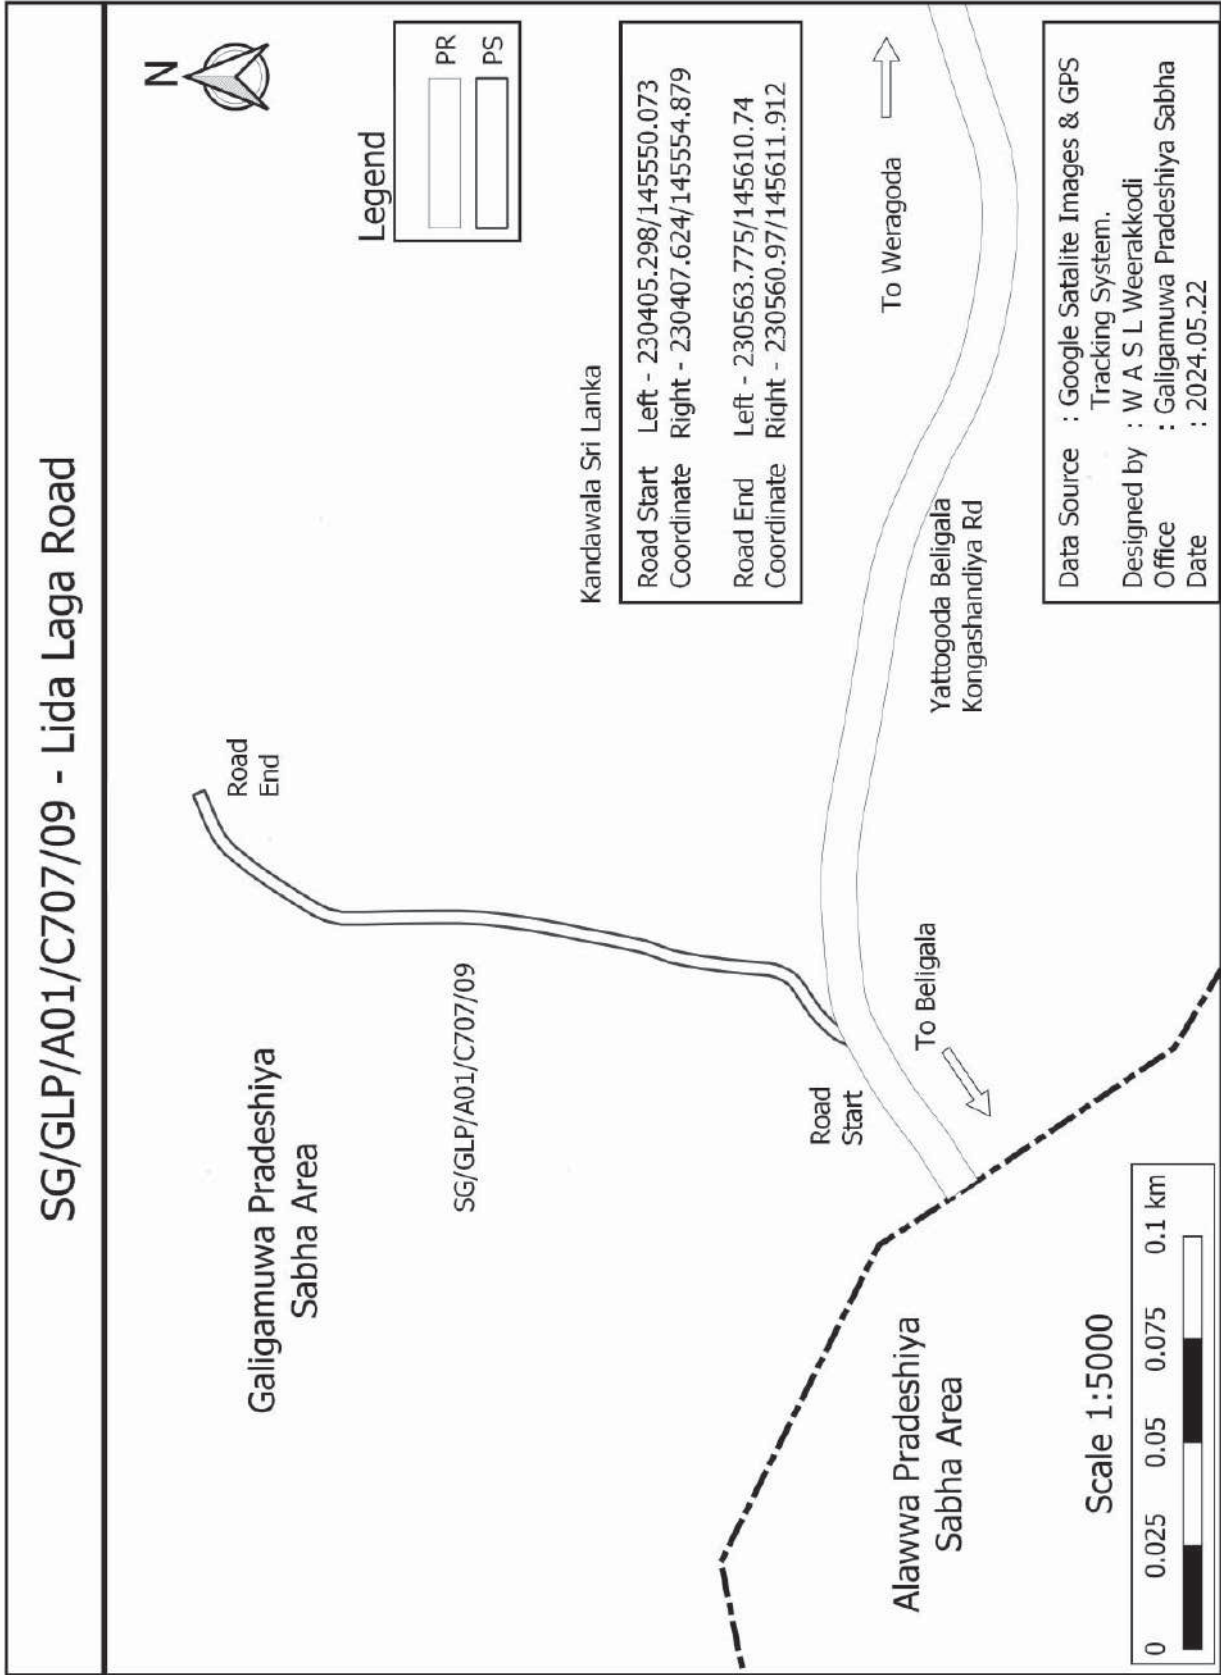 SG/GLP/A01/C707/09 - Lida Laga Road
N
Legend
PR
PS
Road
End
Galigamuwa Pradeshiya
Sabha Area
SG/GLP/A01/C707/09
Kandawala Sri Lanka
Road Start Left - 230405.298/145550.073
Coordinate Right - 230407.624/145554.879
Road End Left - 230563.775/145610.74
Coordinate Right - 230560.97/145611.912
To Weragoda
Road
Start
To Beligala
Yattogoda Beligala
Kongashandiya Rd
Alawwa Pradeshiya
Sabha Area
Scale 1:5000
0 0.025 0.05 0.075 0.1 km
Data Source : Google Satalite Images & GPS
Tracking System.
Designed by : W A S L Weerakkodi
Office : Galigamuwa Pradeshiya Sabha
Date : 2024.05.22